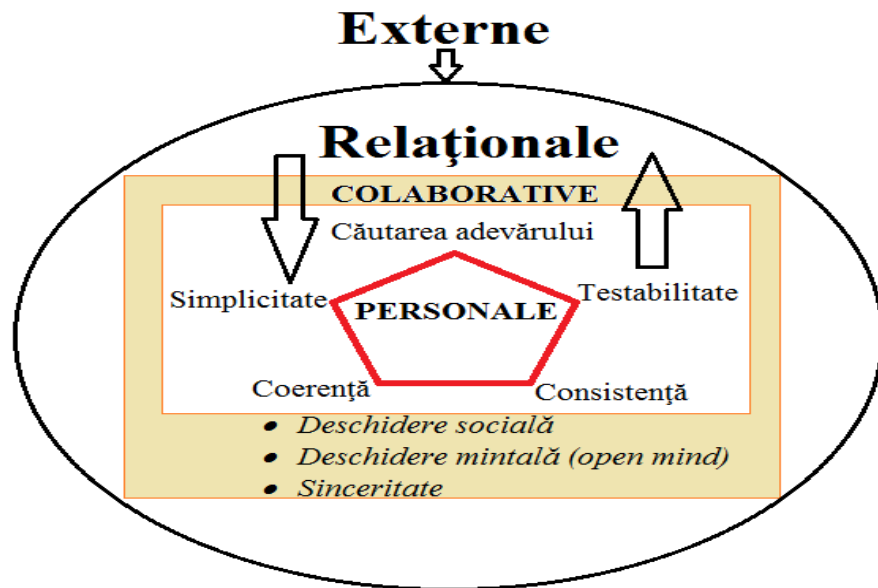 Externe
Relaţionale
COLABORATIVE
Căutarea adevărului
Simplicitate
Testabilitate
PERSONALE
Coerenţă
Consistenţă
• Deschidere socială
• Deschidere mintală (open mind)
• Sinceritate